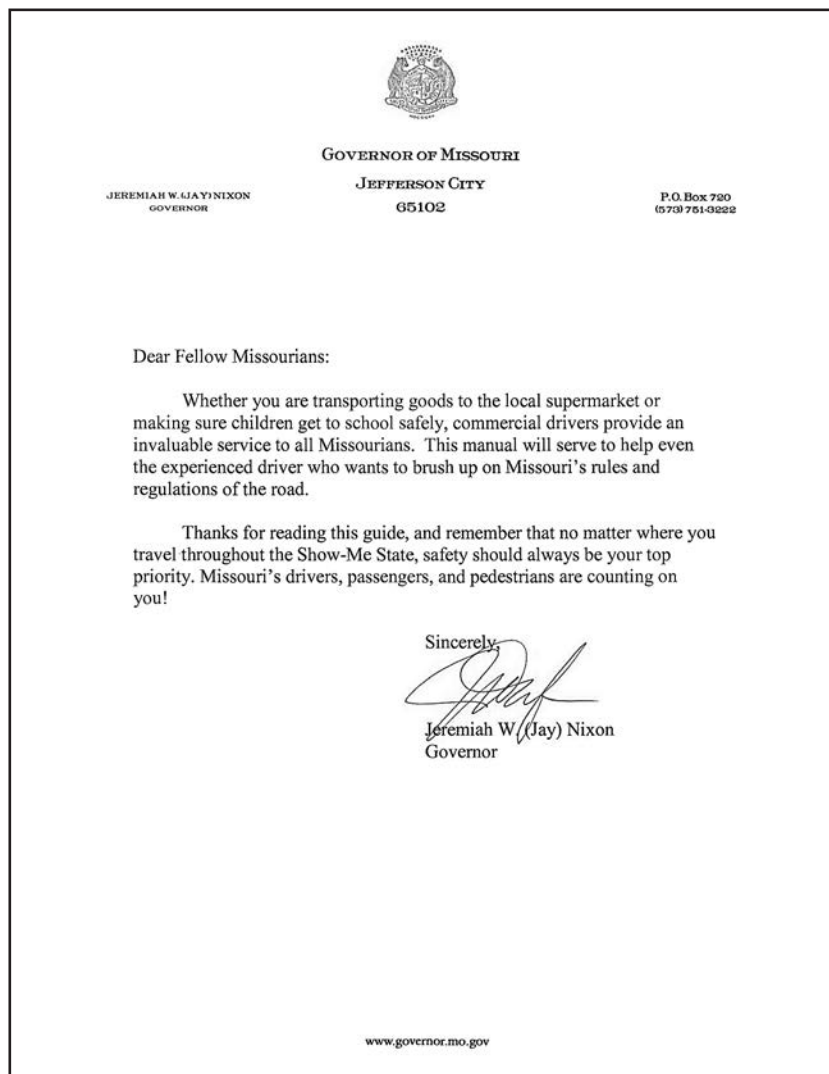 GOVERNOR OF MISSOURI
JEFFERSON CITY
65102
JEREMIAH W. (JAY) NIXON
GOVERNOR
P.O. BOX 720
(573) 751-3222
Dear Fellow Missourians:
Whether you are transporting goods to the local supermarket or
making sure children get to school safely, commercial drivers provide an
invaluable service to all Missourians. This manual will serve to help even
the experienced driver who wants to brush up on Missouri's rules and
regulations of the road.
Thanks for reading this guide, and remember that no matter where you
travel throughout the Show-Me State, safety should always be your top
priority. Missouri's drivers, passengers, and pedestrians are counting on
you!
Sincerely,
Jeremiah W. (Jay) Nixon
Governor
www.governor.mo.gov